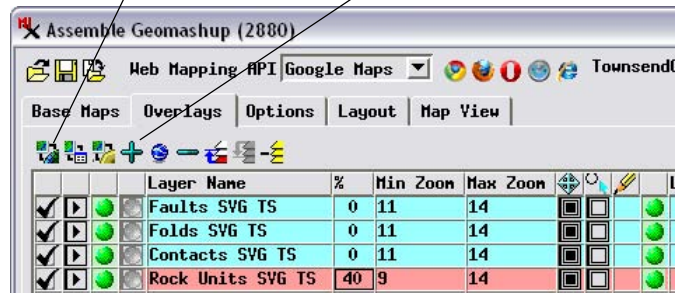 Assemble Geomashup (2880)
Web Mapping API Google Maps Townsend
Base Maps Overlays Options Layout Map View
Layer Name % Min Zoom Max Zoom
Faults SVG TS 0 11 14
Folds SVG TS 0 11 14
Contacts SVG TS 0 11 14
Rock Units SVG TS 40 9 14